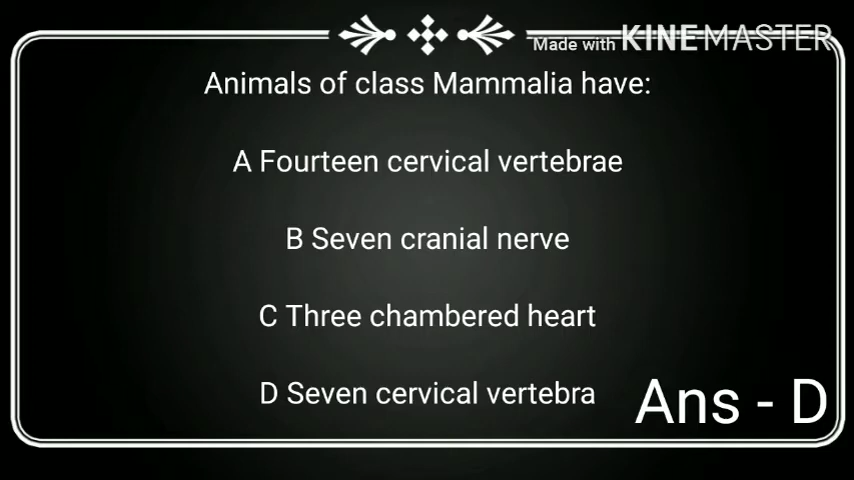 Made with KINEMASTER
Animals of class Mammalia have:
A Fourteen cervical vertebrae
B Seven cranial nerve
C Three chambered heart
D Seven cervical vertebra
Ans - D